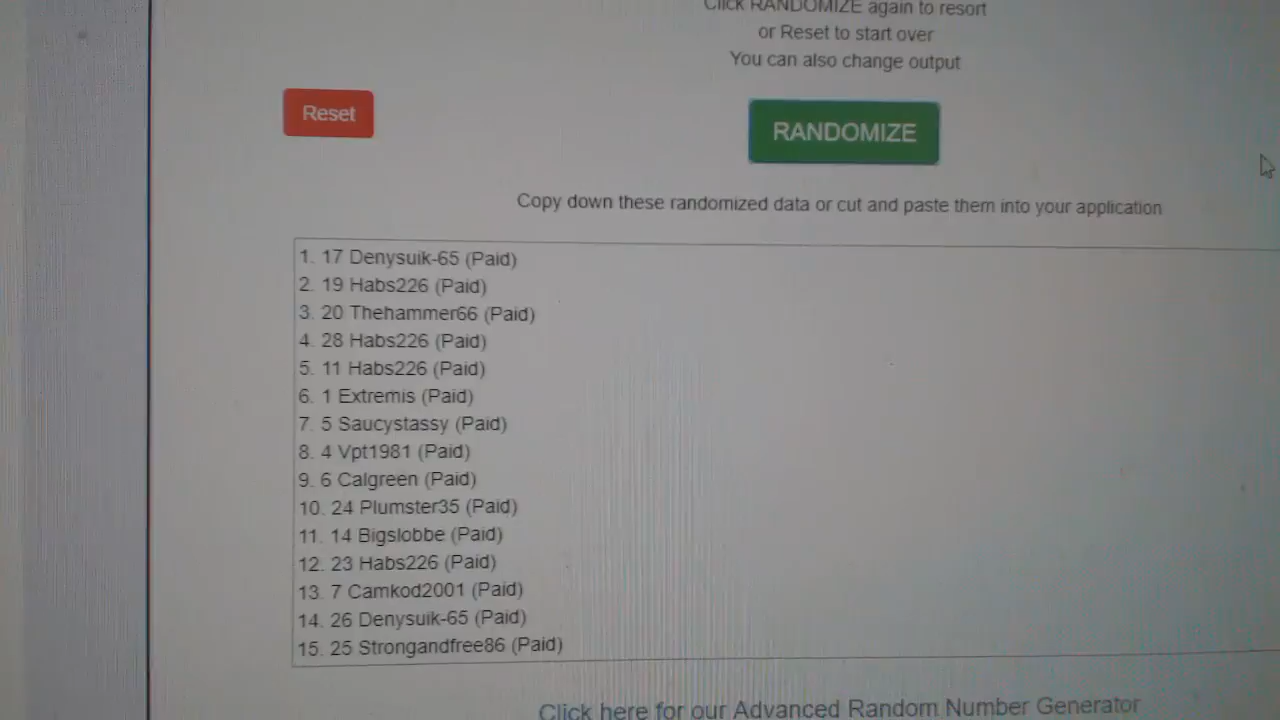 Click RANDOMIZE again to resort
or Reset to start over
You can also change output
Reset
RANDOMIZE
Copy down these randomized data or cut and paste them into your application
1. 17 Denysuik-65 (Paid)
2. 19 Habs226 (Paid)
3. 20 Thehammer66 (Paid)
4. 28 Habs226 (Paid)
5. 11 Habs226 (Paid)
6. 1 Extremis (Paid)
7. 5 Saucystassy (Paid)
8. 4 Vpt1981 (Paid)
9. 6 Calgreen (Paid)
10. 24 Plumster35 (Paid)
11. 14 Bigslobbe (Paid)
12. 23 Habs226 (Paid)
13. 7 Camkod2001 (Paid)
14. 26 Denysuik-65 (Paid)
15. 25 Strongandfree86 (Paid)
Click here for our Advanced Random Number Generator